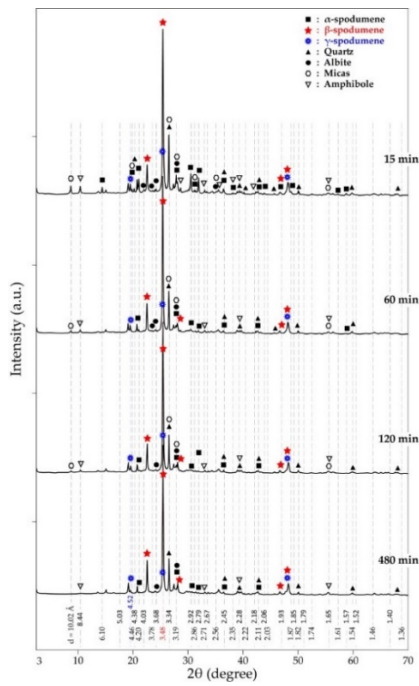 ■ : α-spodumene
★ : β-spodumene
● : γ-spodumene
▲ : Quartz
● : Albite
○ : Micas
▽ : Amphibole
15 min
60 min
120 min
480 min
Intensity (a.u.)
d = 10.02 Å
8.44
6.10
5.03
4.52
4.46
4.38
4.20
4.03
3.78
3.68
3.48
3.34
3.19
2.92
2.86
2.79
2.71
2.67
2.56
2.45
2.35
2.28
2.22
2.18
2.11
2.06
2.03
1.93
1.87
1.85
1.82
1.79
1.74
1.65
1.61
1.57
1.54
1.52
1.46
1.40
1.36
3 10 20 30 40 50 60 70
2θ (degree)